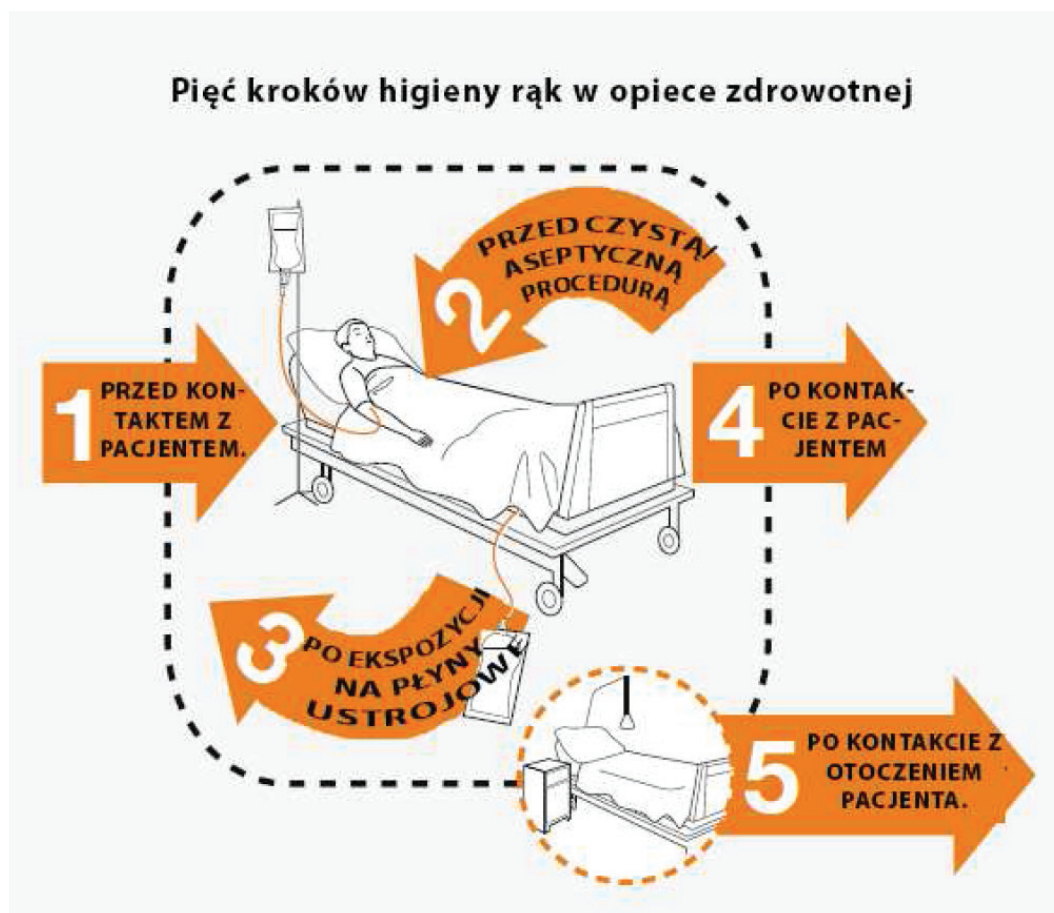 Pięć kroków higieny rąk w opiece zdrowotnej
1
PRZED KON-
TAKTEM Z
PACJENTEM.
2
PRZED CZYSTĄ/
ASEPTYCZNĄ
PROCEDURĄ
3
PO EKSPOZYCJI
NA PŁYNY
USTROJOWE
4
PO KONTAK-
CIE Z PAC-
JENTEM
5
PO KONTAKCIE Z
OTOCZENIEM
PACJENTA.